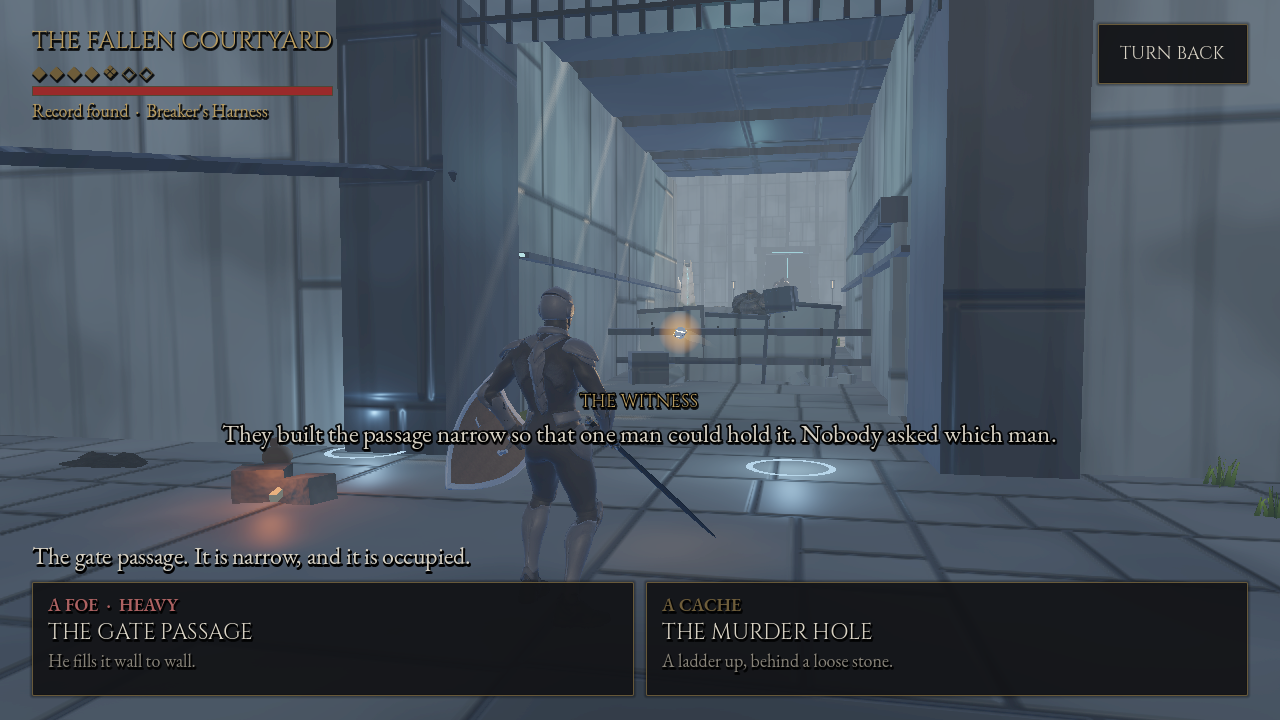 THE FALLEN COURTYARD
TURN BACK
Record found · Breaker's Harness
THE WITNESS
They built the passage narrow so that one man could hold it. Nobody asked which man.
The gate passage. It is narrow, and it is occupied.
A FOE · HEAVY
THE GATE PASSAGE
He fills it wall to wall.
A CACHE
THE MURDER HOLE
A ladder up, behind a loose stone.